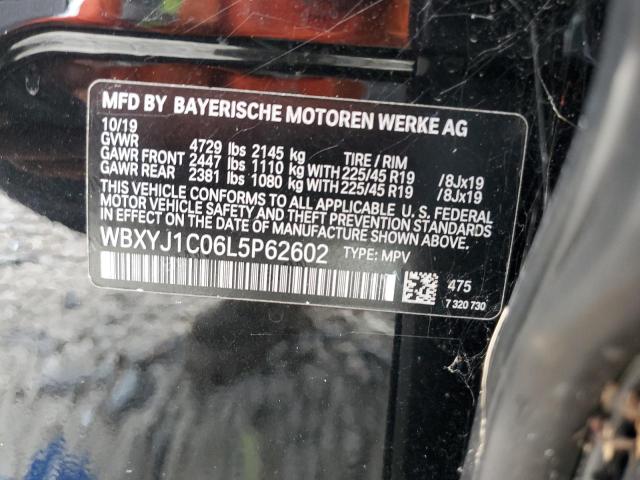 MFD BY BAYERISCHE MOTOREN WERKE AG
10/19
GVWR 4729 lbs 2145 kg TIRE / RIM
GAWR FRONT 2447 lbs 1110 kg WITH 225/45 R19 /8Jx19
GAWR REAR 2381 lbs 1080 kg WITH 225/45 R19 /8Jx19
THIS VEHICLE CONFORMS TO ALL APPLICABLE FEDERAL
MOTOR VEHICLE SAFETY AND THEFT PREVENTION STANDARDS
IN EFFECT ON THE DATE OF MANUFACTURE SHOWN ABOVE.
WBXYJ1C06L5P62602 TYPE: MPV
475
7 320 730